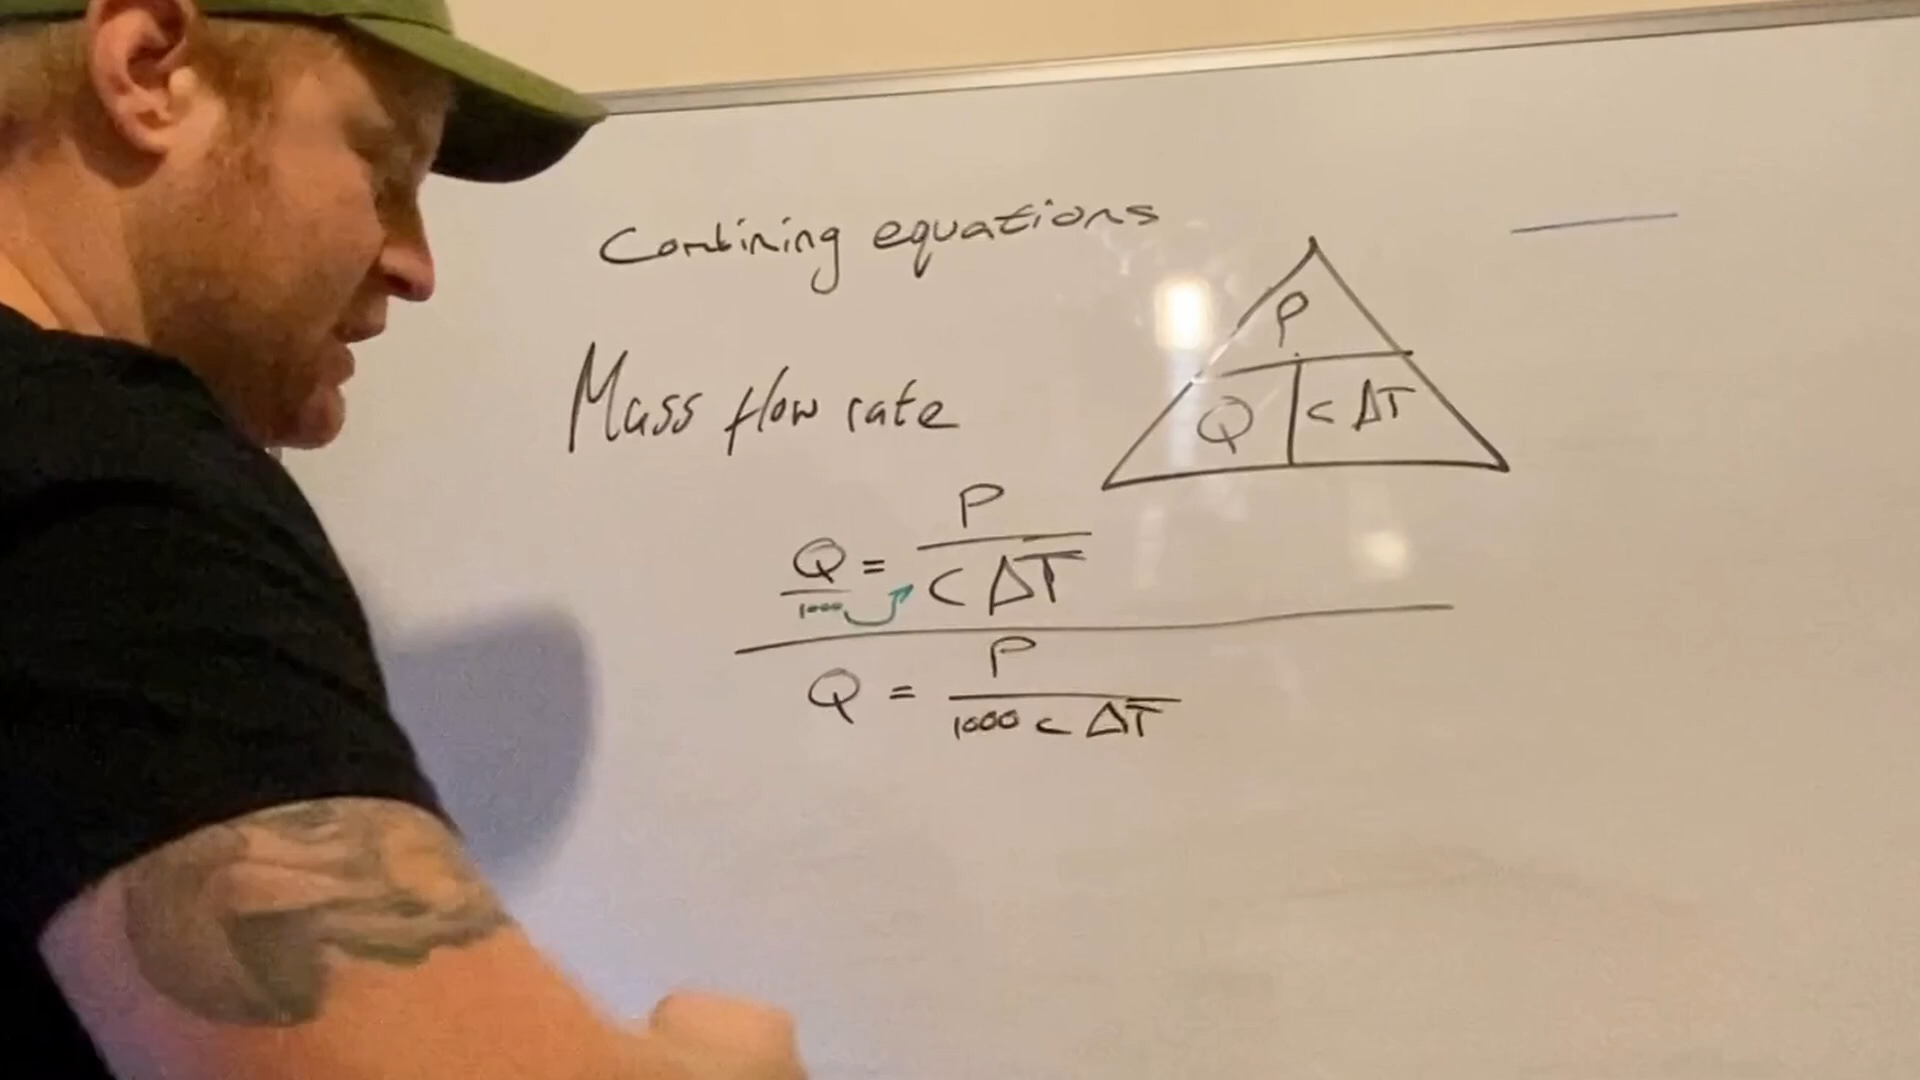 Combining equations
P
Q | c ΔT
Mass flow rate
Q/1000 = P/(c ΔT)
Q = P/(1000 c ΔT)